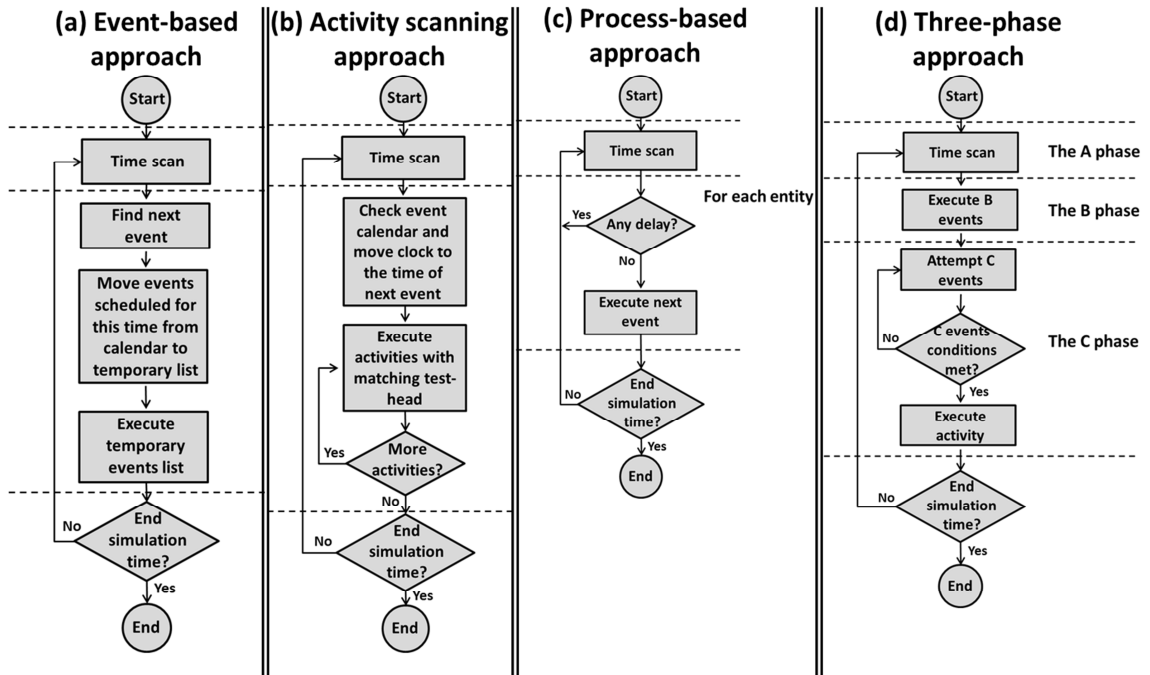 (a) Event-based
approach
Start
Time scan
Find next
event
Move events
scheduled for
this time from
calendar to
temporary list
Execute
temporary
events list
No
End
simulation
time?
Yes
End
(b) Activity scanning
approach
Start
Time scan
Check event
calendar and
move clock to
the time of
next event
Execute
activities with
matching test-
head
Yes
More
activities?
No
No
End
simulation
time?
Yes
End
(c) Process-based
approach
Start
Time scan
For each entity
Yes
Any delay?
No
Execute next
event
No
End
simulation
time?
Yes
End
(d) Three-phase
approach
Start
Time scan
The A phase
Execute B
events
The B phase
Attempt C
events
No
C events
conditions
met?
The C phase
Yes
Execute
activity
No
End
simulation
time?
Yes
End